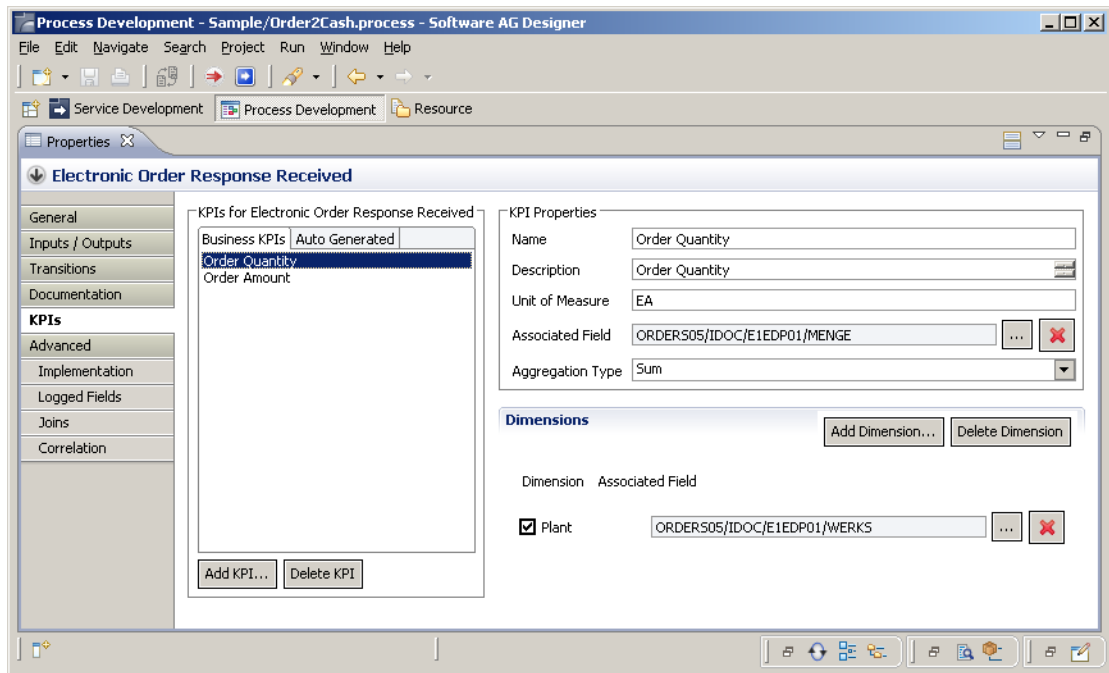 Process Development - Sample/Order2Cash.process - Software AG Designer
File Edit Navigate Search Project Run Window Help
Service Development Process Development Resource
Properties
Electronic Order Response Received
General
Inputs / Outputs
Transitions
Documentation
KPIs
Advanced
Implementation
Logged Fields
Joins
Correlation
KPIs for Electronic Order Response Received
Business KPIs Auto Generated
Order Quantity
Order Amount
Add KPI... Delete KPI
KPI Properties
Name Order Quantity
Description Order Quantity
Unit of Measure EA
Associated Field ORDERS05/IDOC/E1EDP01/MENGE ...
Aggregation Type Sum
Dimensions Add Dimension... Delete Dimension
Dimension Associated Field
Plant ORDERS05/IDOC/E1EDP01/WERKS ...